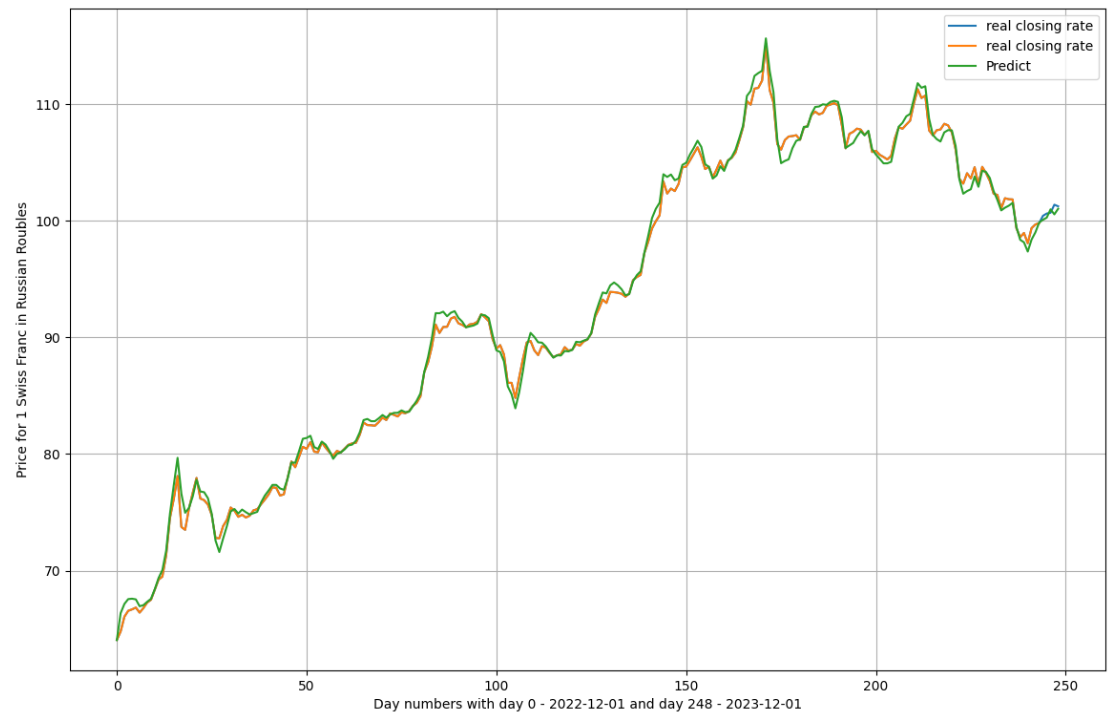 real closing rate
real closing rate
Predict
Price for 1 Swiss Franc in Russian Roubles
110
100
90
80
70
0 50 100 150 200 250
Day numbers with day 0 - 2022-12-01 and day 248 - 2023-12-01